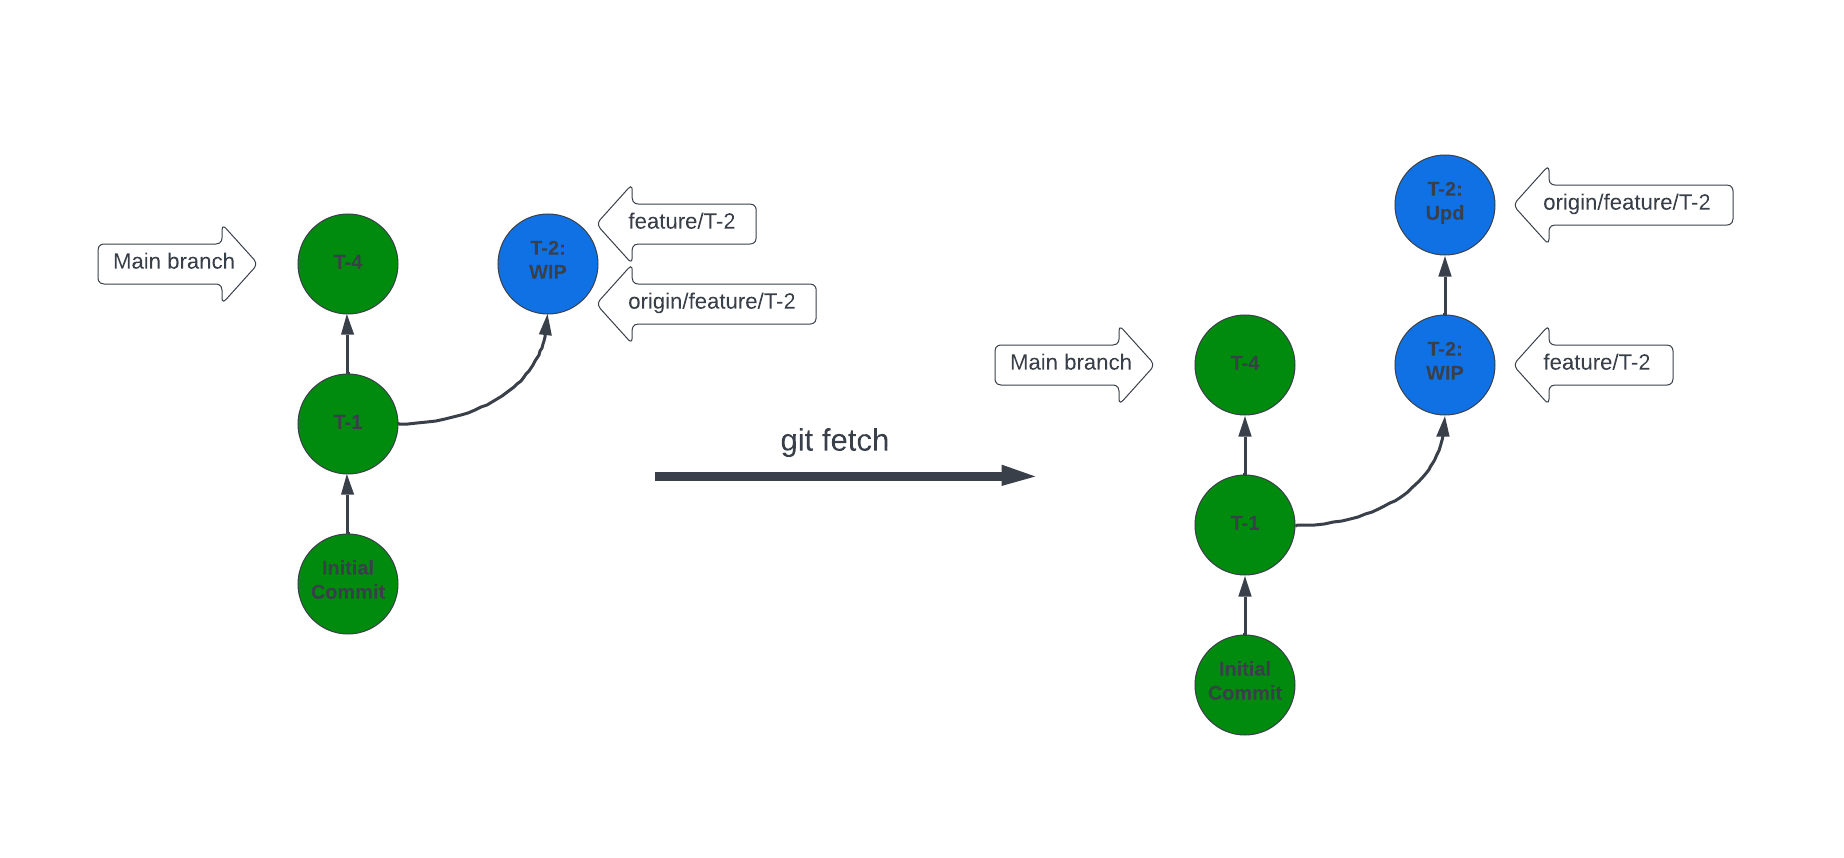 Main branch
T-4
T-2:
WIP
feature/T-2
origin/feature/T-2
T-1
Initial
Commit
git fetch
T-2:
Upd
origin/feature/T-2
Main branch
T-4
T-2:
WIP
feature/T-2
T-1
Initial
Commit